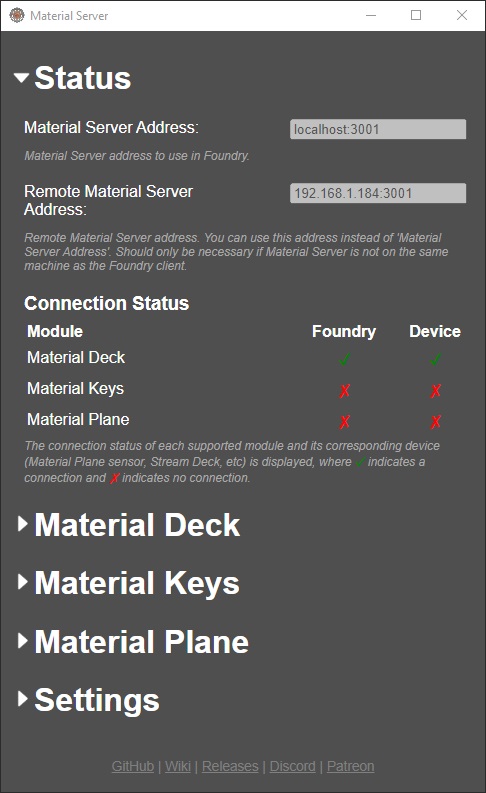 Material Server
Status
Material Server Address:
localhost:3001
Material Server address to use in Foundry.
Remote Material Server
Address:
192.168.1.184:3001
Remote Material Server address. You can use this address instead of 'Material
Server Address'. Should only be necessary if Material Server is not on the same
machine as the Foundry client.
Connection Status
Module Foundry Device
Material Deck ✓ ✓
Material Keys ✗ ✗
Material Plane ✗ ✗
The connection status of each supported module and its corresponding device
(Material Plane sensor, Stream Deck, etc) is displayed, where ✓ indicates a
connection and ✗ indicates no connection.
Material Deck
Material Keys
Material Plane
Settings
GitHub | Wiki | Releases | Discord | Patreon